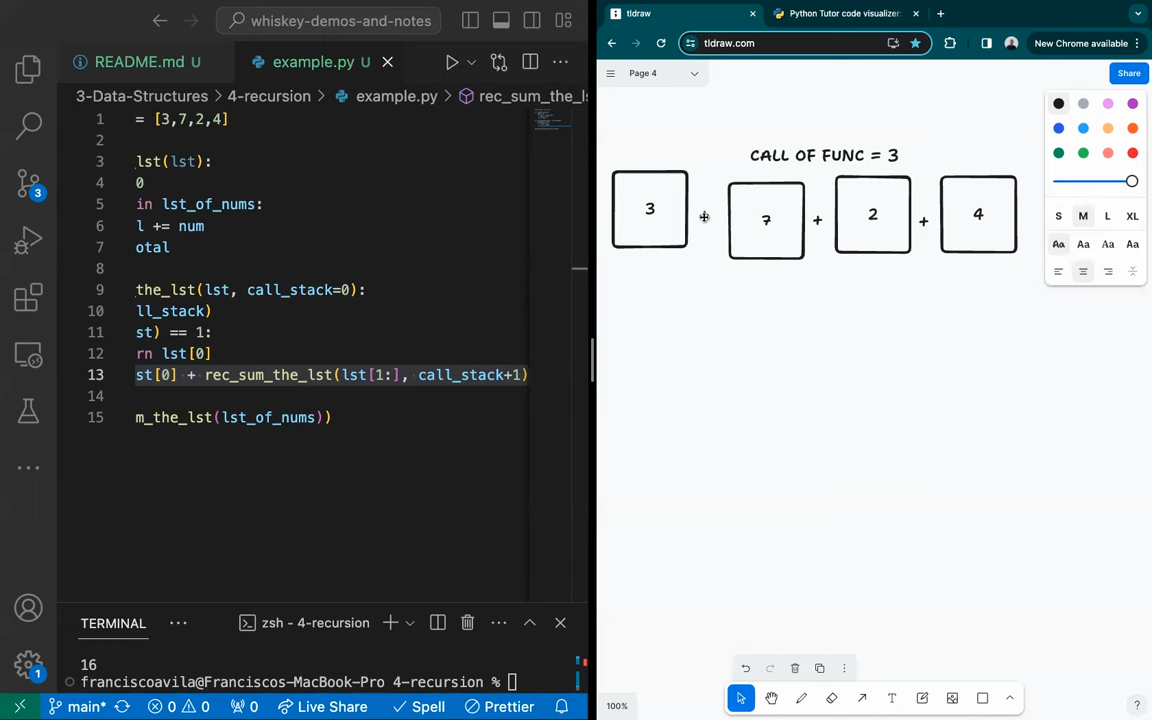 whiskey-demos-and-notes
README.md U
example.py U
3-Data-Structures > 4-recursion > example.py > rec_sum_the_ls
1 = [3,7,2,4]
2
3 lst(lst):
4 0
5 in lst_of_nums:
6 l += num
7 otal
8
9 the_lst(lst, call_stack=0):
10 ll_stack)
11 st) == 1:
12 rn lst[0]
13 st[0] + rec_sum_the_lst(lst[1:], call_stack+1)
14
15 m_the_lst(lst_of_nums))
3
1
TERMINAL
zsh - 4-recursion
16
franciscoavila@Franciscos-MacBook-Pro 4-recursion %
main* 0 0 0 Live Share Spell Prettier
tldraw
Python Tutor code visualizer:
tldraw.com
New Chrome available
Page 4
Share
CALL OF FUNC = 3
3 + 7 + 2 + 4
S M L XL
Aa Aa Aa Aa
100%
T
?